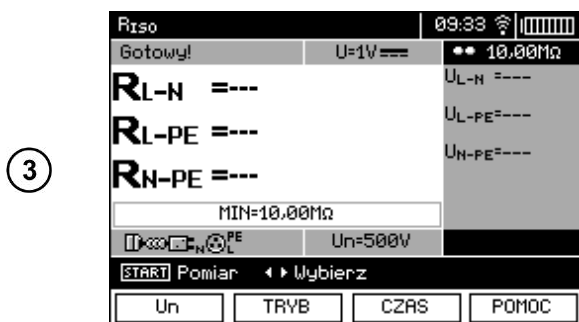 RISO 09:33
Gotowy! U=1V 10,00MΩ
RL-N =---
UL-N =---
RL-PE =---
UL-PE=---
RN-PE =---
UN-PE=---
3
MIN=10,00MΩ
N PE L Un=500V
START Pomiar Wybierz
Un TRYB CZAS POMOC